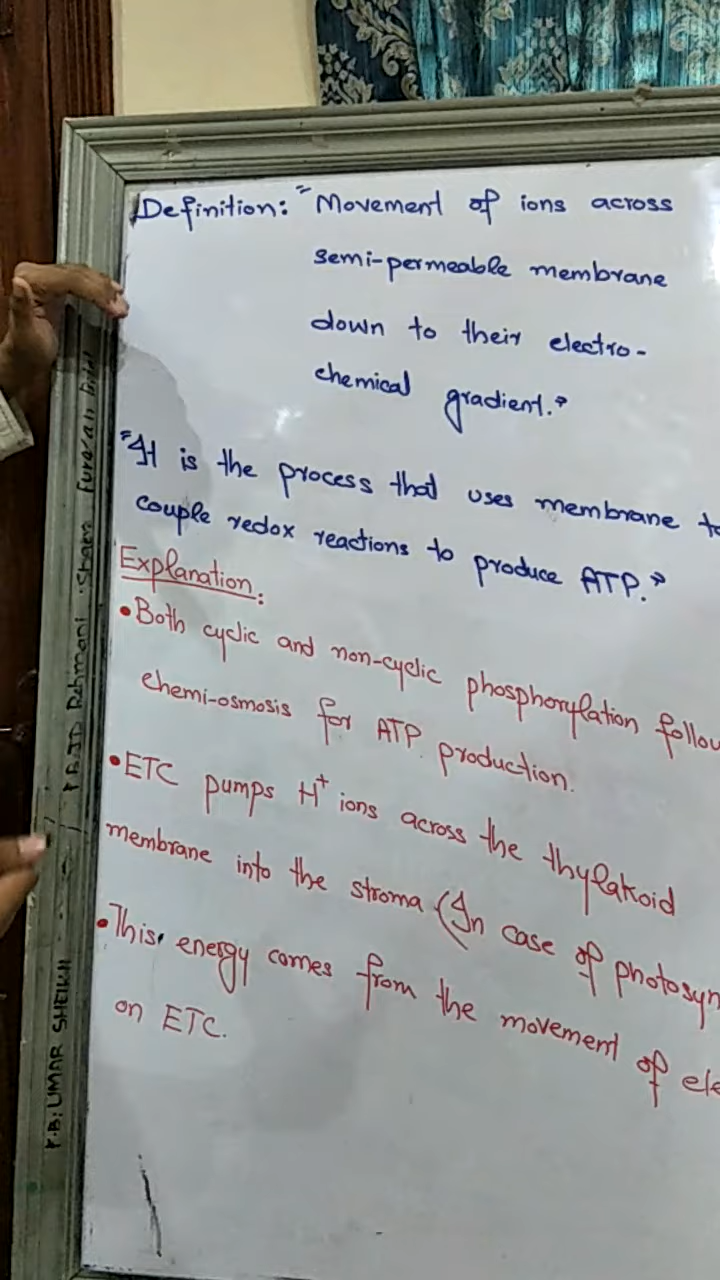 Definition: "Movement of ions across
semi-permeable membrane
down to their electro-
chemical gradient."
"It is the process that uses membrane to
couple redox reactions to produce ATP."
Explanation:
•Both cyclic and non-cyclic phosphorylation follow
chemi-osmosis for ATP production.
•ETC pumps H⁺ ions across the thylakoid
membrane into the stroma (In case of photosyn
•This energy comes from the movement of ele
on ETC.
P.B: UMAR SHEIKH
Rehmani